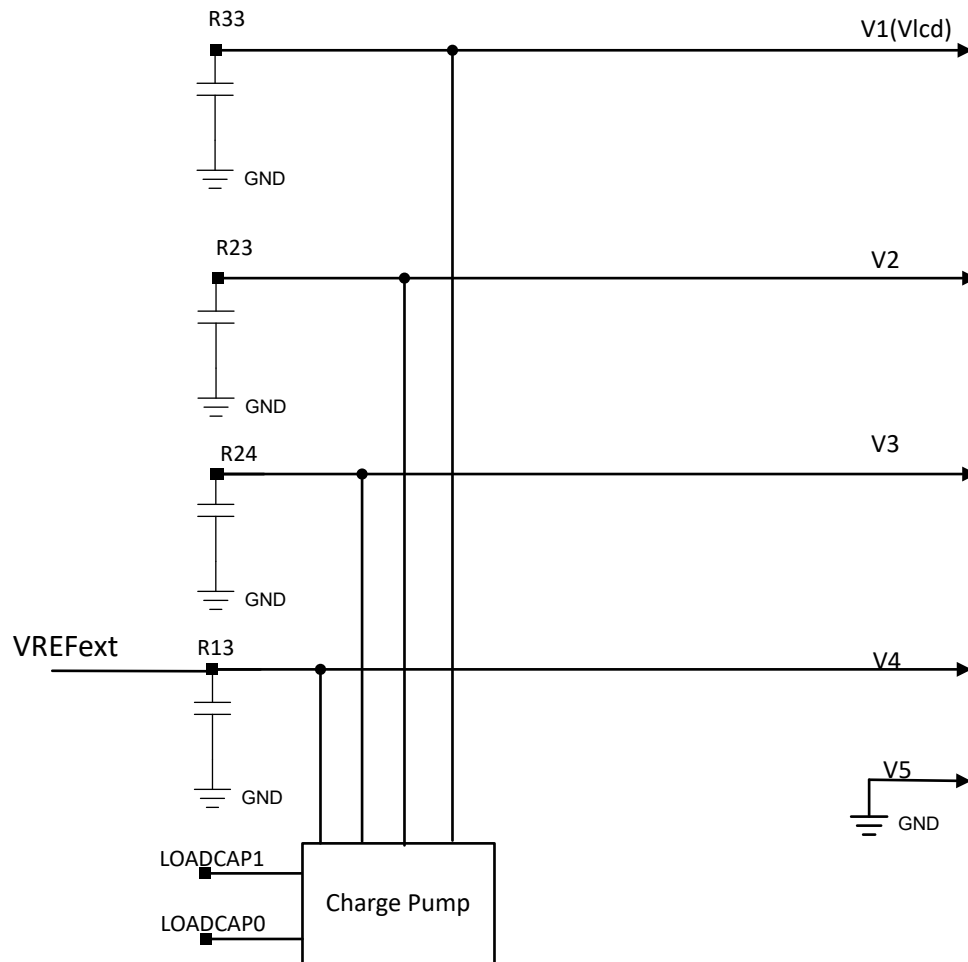 R33
V1(Vlcd)
GND
R23
V2
GND
R24
V3
GND
VREFext
R13
V4
V5
GND
GND
LOADCAP1
Charge Pump
LOADCAP0